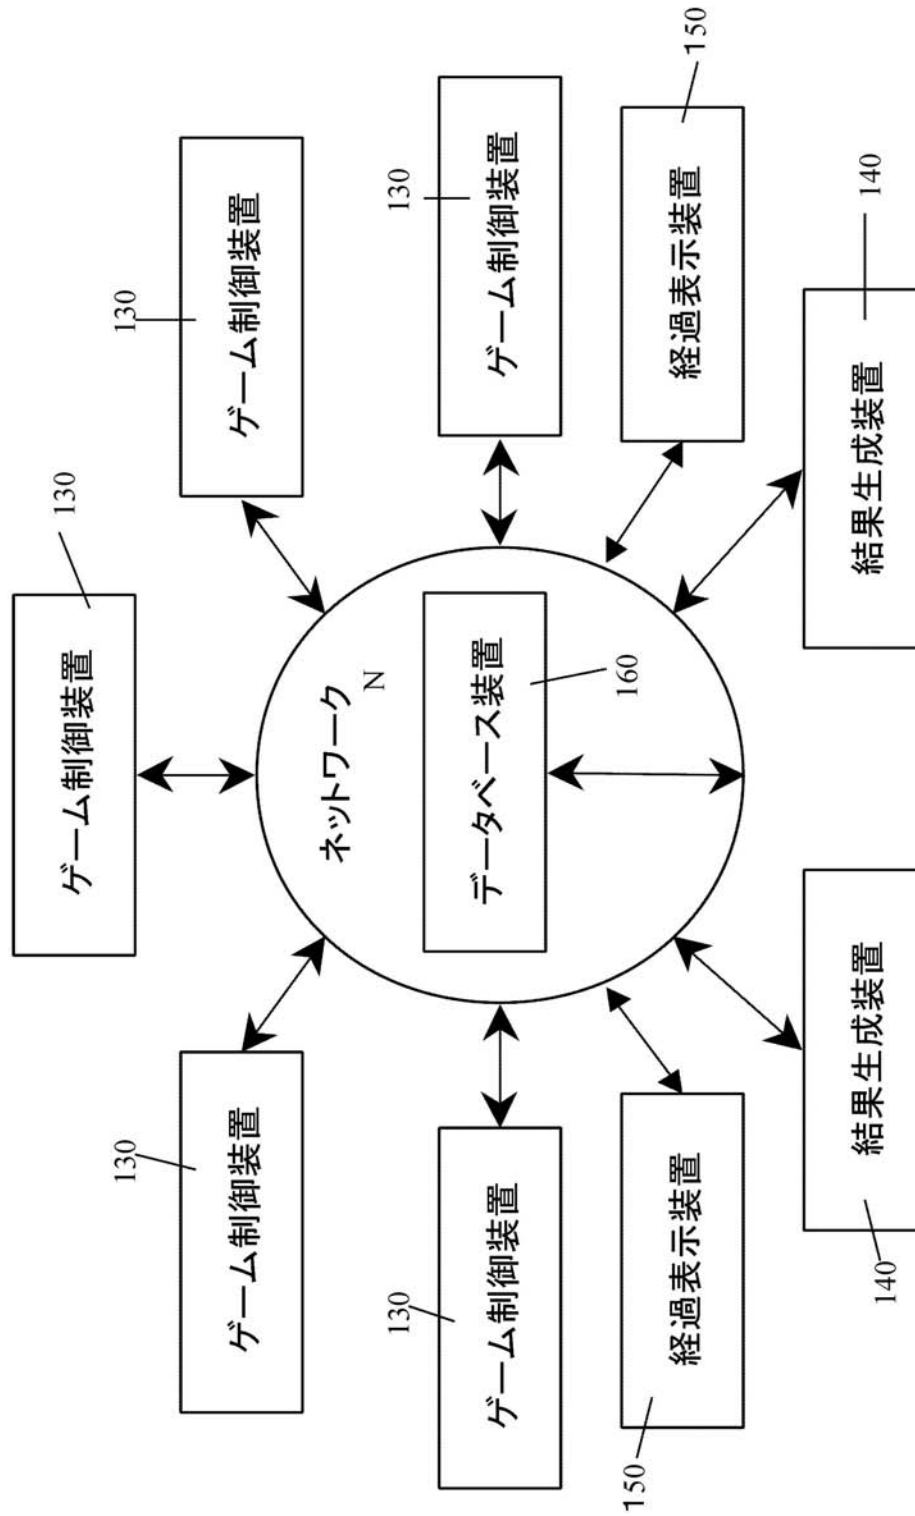 130
ゲーム制御装置
130
ゲーム制御装置
130
ゲーム制御装置
130
ゲーム制御装置
130
ゲーム制御装置
ネットワーク
N
データベース装置
160
150
経過表示装置
経過表示装置
150
140
結果生成装置
結果生成装置
140